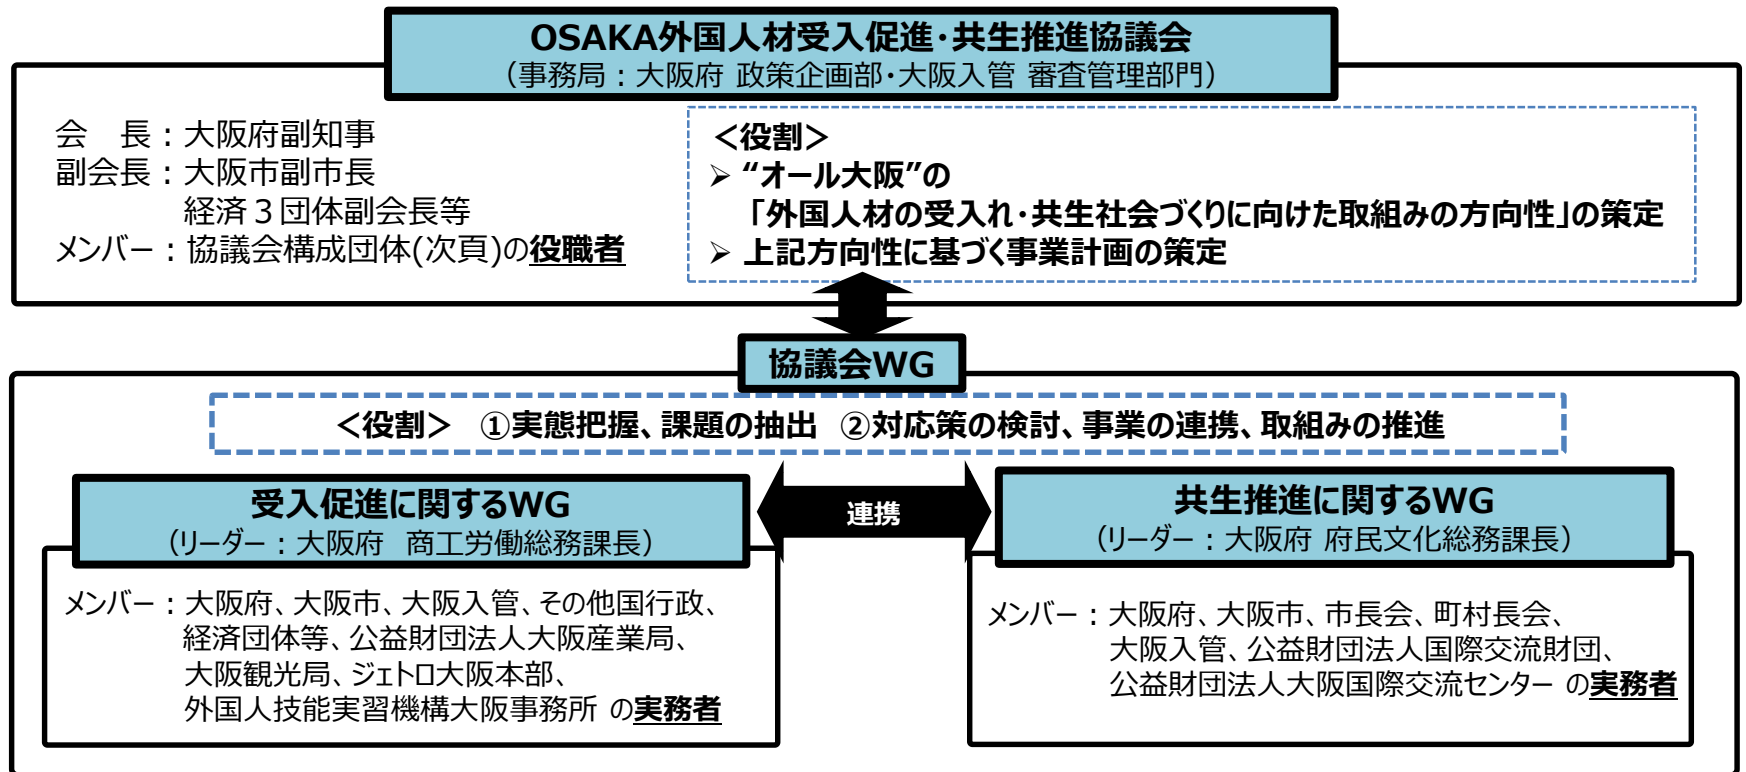 OSAKA外国人材受入促進・共生推進協議会
（事務局：大阪府 政策企画部・大阪入管 審査管理部門）
会　長：大阪府副知事
副会長：大阪市副市長
経済３団体副会長等
メンバー：協議会構成団体(次頁)の役職者
＜役割＞
➢ “オール大阪”の
「外国人材の受入れ・共生社会づくりに向けた取組みの方向性」の策定
➢ 上記方向性に基づく事業計画の策定
協議会WG
＜役割＞ ①実態把握、課題の抽出 ②対応策の検討、事業の連携、取組みの推進
受入促進に関するWG
（リーダー：大阪府　商工労働総務課長）
メンバー：大阪府、大阪市、大阪入管、その他国行政、
経済団体等、公益財団法人大阪産業局、
大阪観光局、ジェトロ大阪本部、
外国人技能実習機構大阪事務所 の実務者
連携
共生推進に関するWG
（リーダー：大阪府 府民文化総務課長）
メンバー：大阪府、大阪市、市長会、町村長会、
大阪入管、公益財団法人国際交流財団、
公益財団法人大阪国際交流センター の実務者